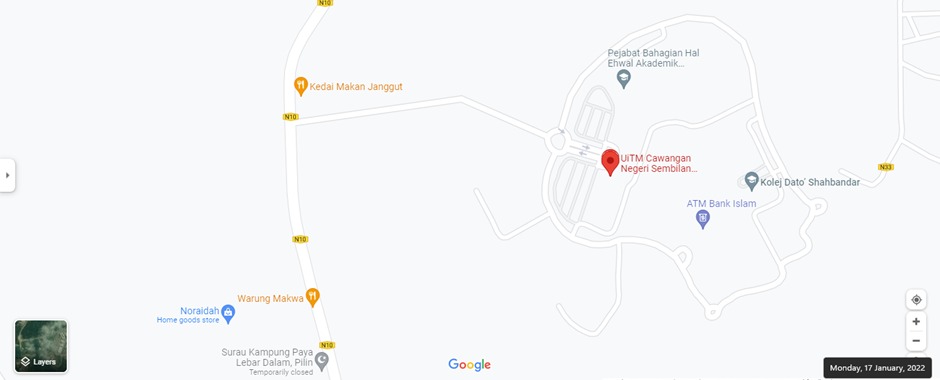 N10
Pejabat Bahagian Hal
Ehwal Akademik...
Kedai Makan Janggut
N10
UiTM Cawangan
Negeri Sembilan...
N33
Kolej Dato' Shahbandar
ATM Bank Islam
N10
Warung Makwa
Noraidah
Home goods store
N10
Surau Kampung Paya
Lebar Dalam, Pilin
Temporarily closed
Layers
Google
Monday, 17 January, 2022